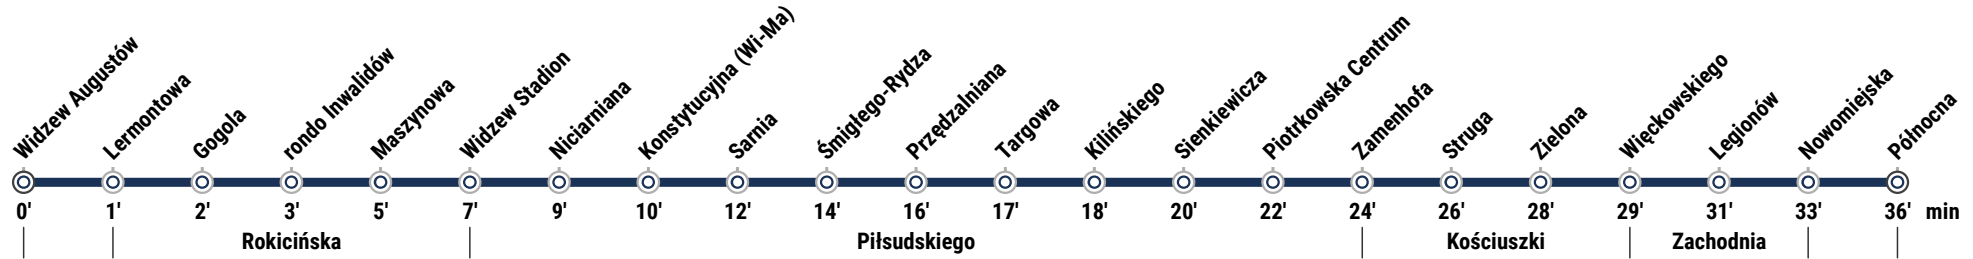 Widzew Augustów
Lermontowa
Gogola
rondo Inwalidów
Maszynowa
Widzew Stadion
Niciarniana
Konstytucyjna (Wi-Ma)
Sarnia
Śmigłego-Rydza
Przędzalniana
Targowa
Kilińskiego
Sienkiewicza
Piotrkowska Centrum
Zamenhofa
Struga
Zielona
Więckowskiego
Legionów
Nowomiejska
Północna
0' 1' 2' 3' 5' 7' 9' 10' 12' 14' 16' 17' 18' 20' 22' 24' 26' 28' 29' 31' 33' 36' min
Rokicińska Piłsudskiego Kościuszki Zachodnia